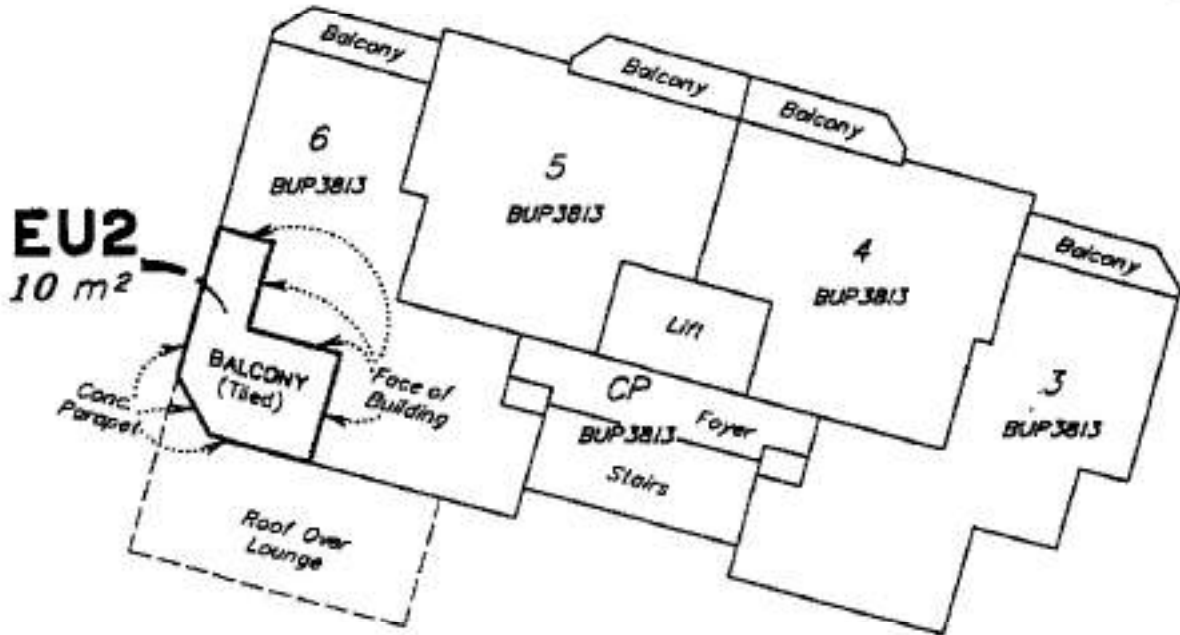 Balcony
Balcony
Balcony
6
BUP3813
5
BUP3813
EU2
10 m²
4
BUP3813
Balcony
Lift
BALCONY
(Tiled)
Face of
Building
Conc.
Parapet
CP
Foyer
BUP3813
Stairs
3
BUP3813
Roof Over
Lounge